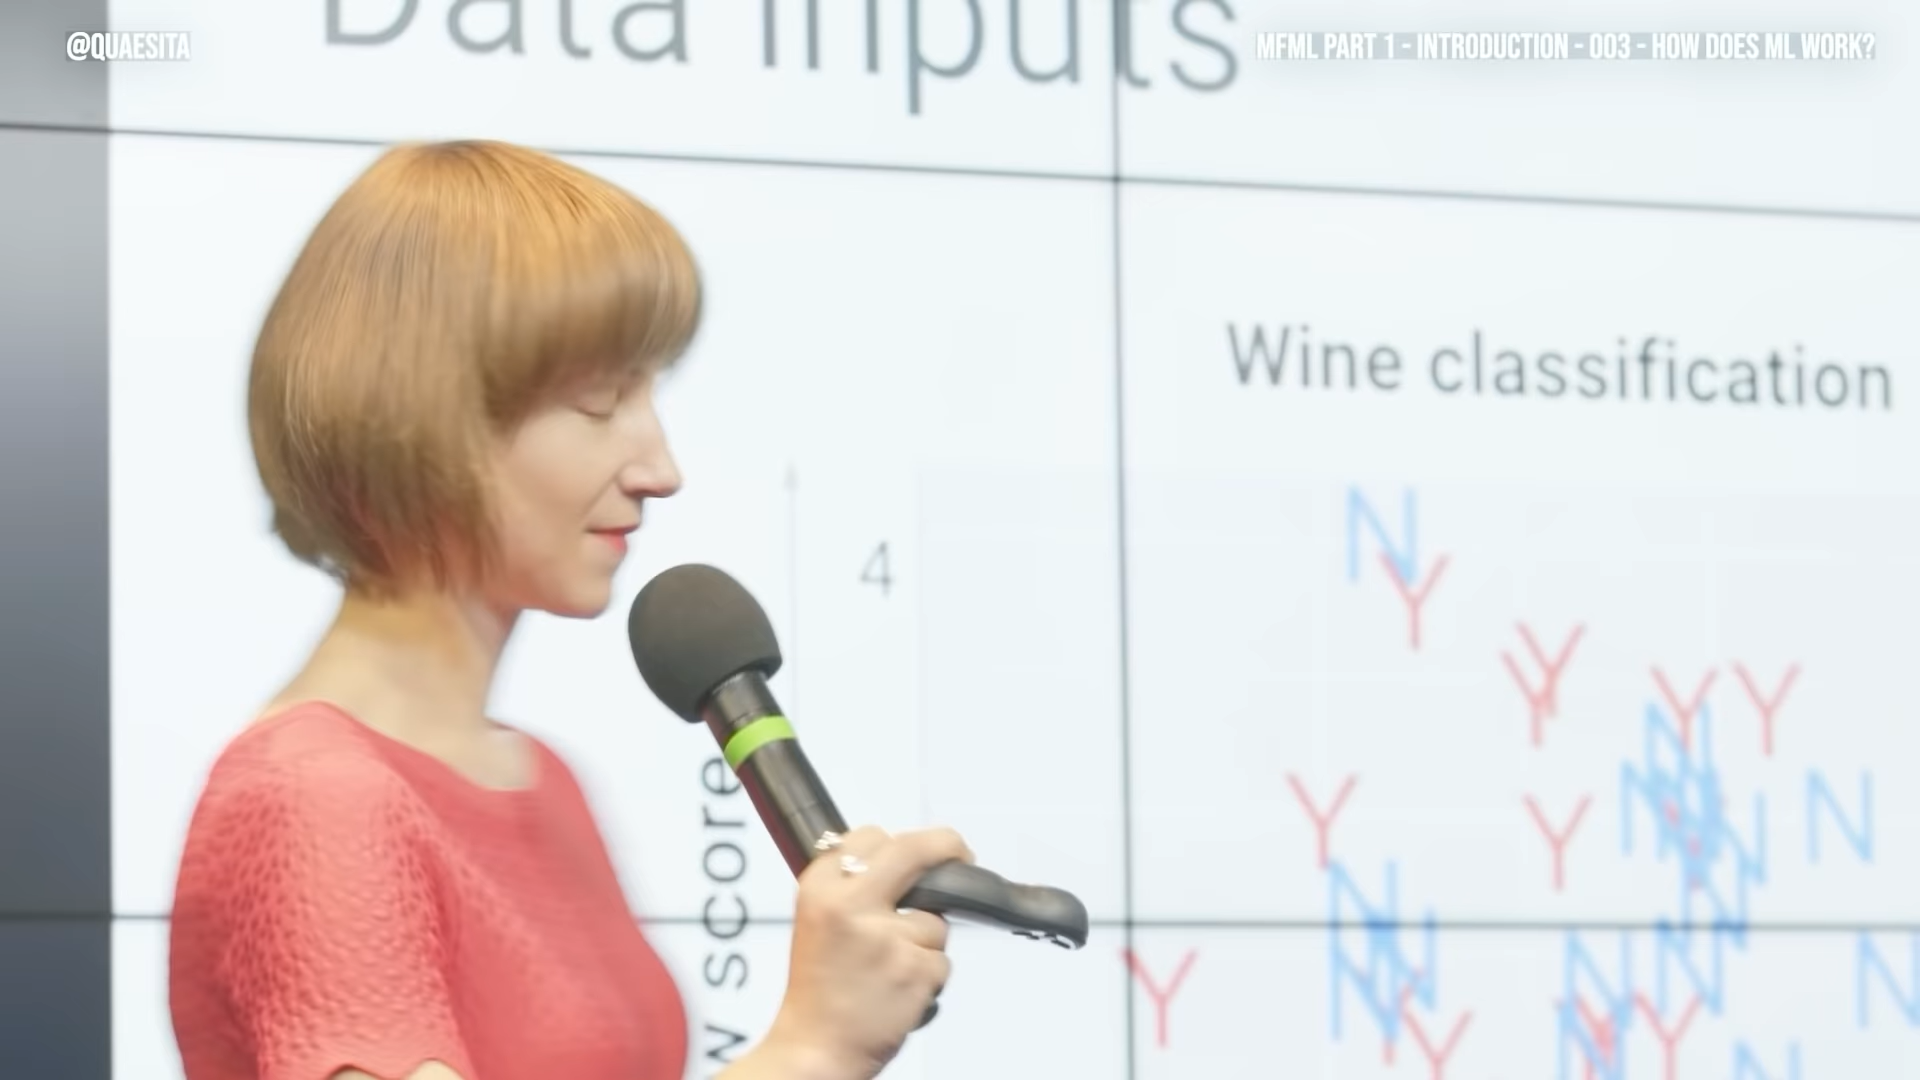 @QUAESITA
MFML PART 1 - INTRODUCTION - 003 - HOW DOES ML WORK?
Data inputs
Wine classification
4
w score
N
Y
Y
Y
Y
Y
N
N
N
N
Y
Y
N
N
N
N
Y
N
N
N
N
Y
Y
N
N